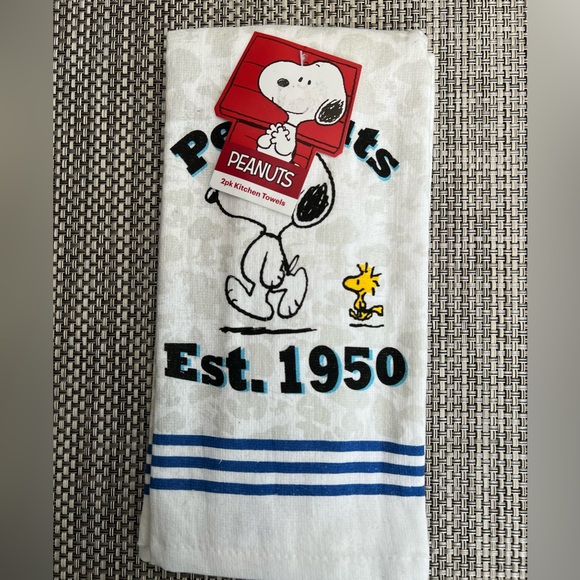 PEANUTS
2pk Kitchen Towels
Est. 1950